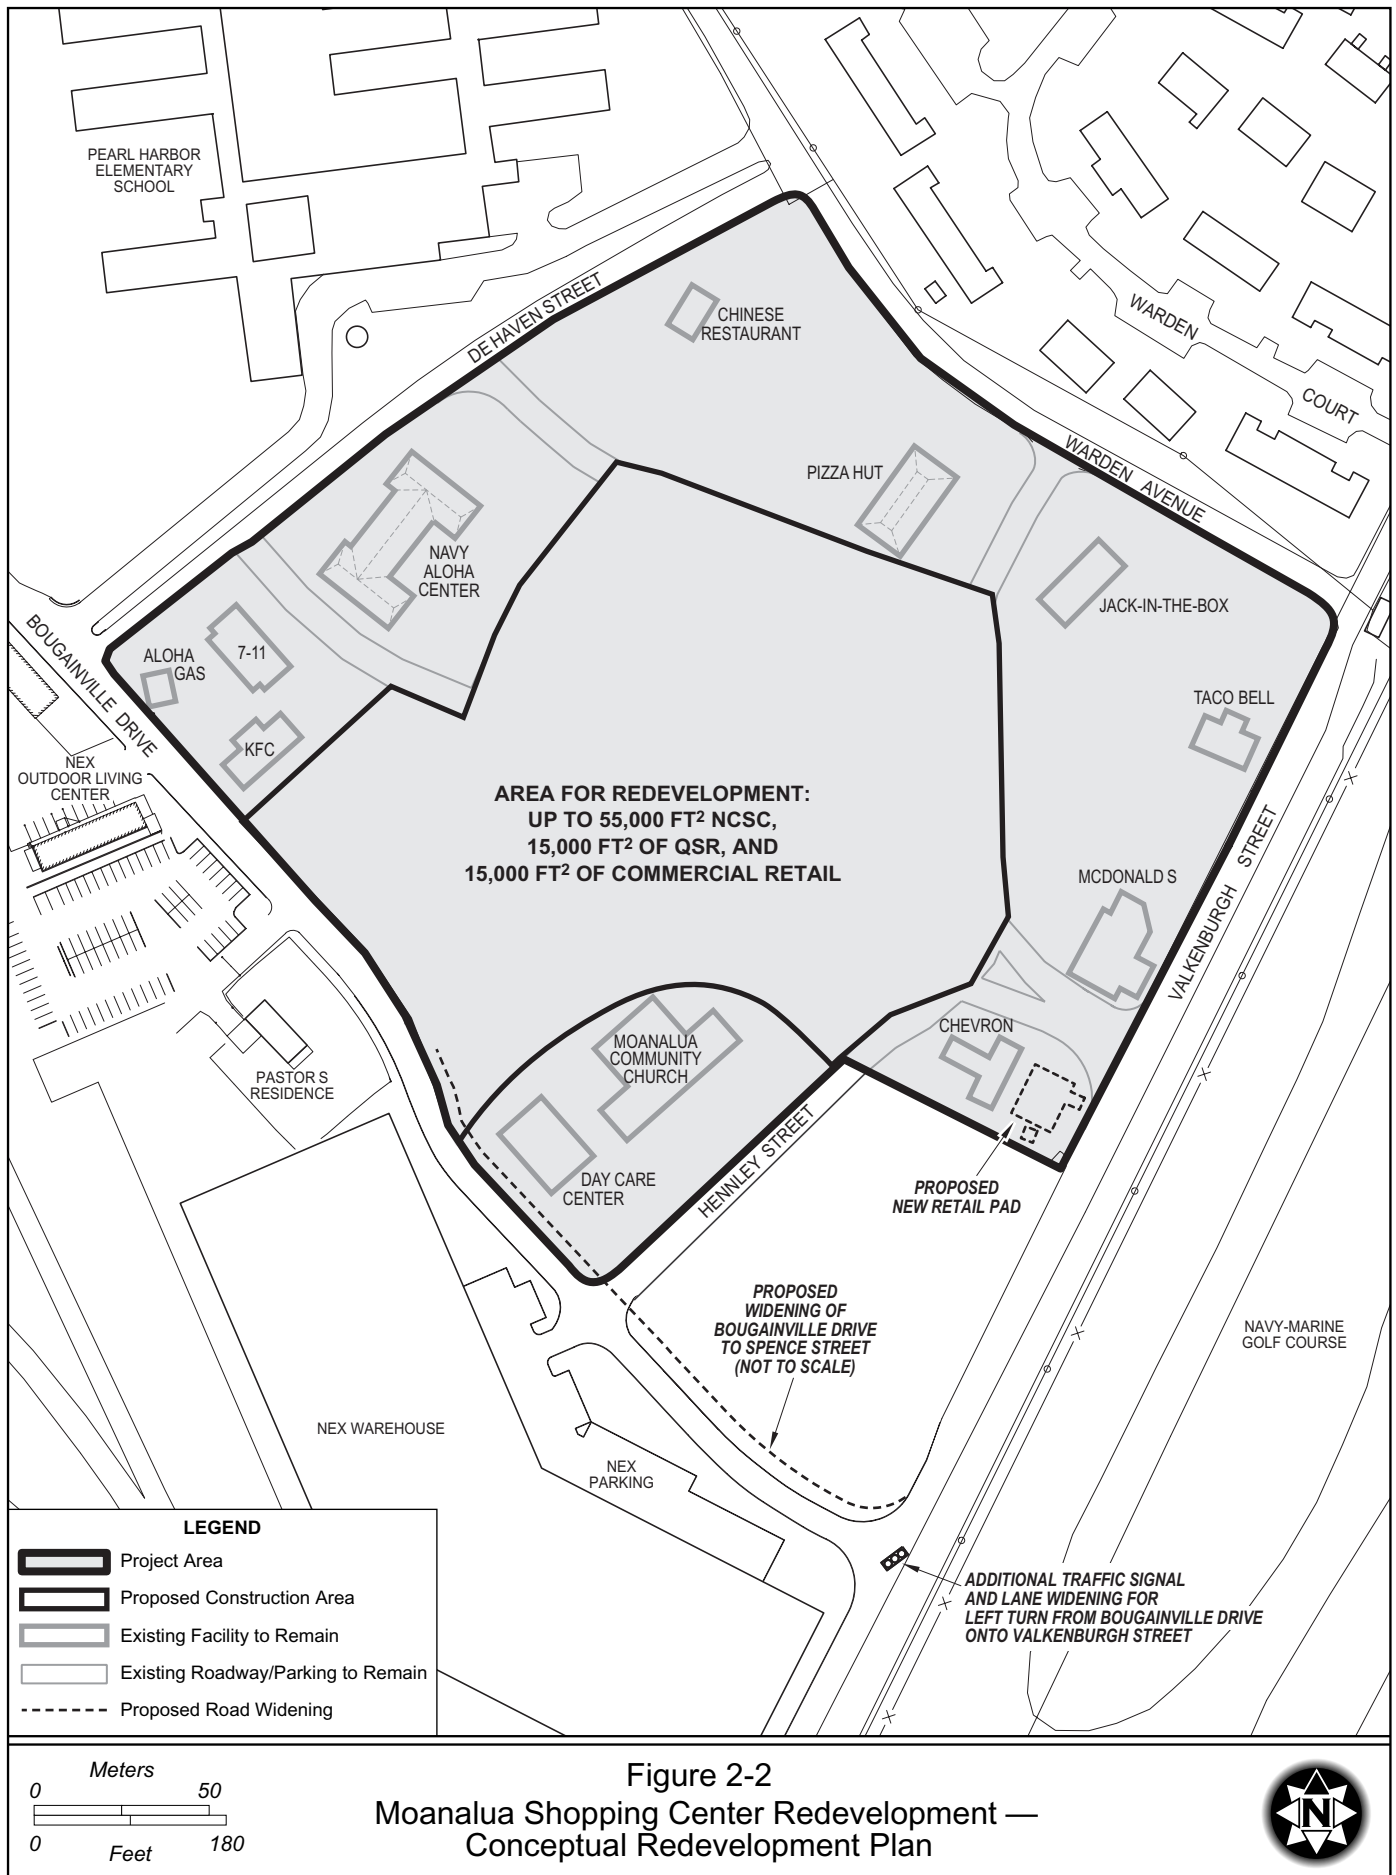 PEARL HARBOR
ELEMENTARY
SCHOOL
DE HAVEN STREET
CHINESE
RESTAURANT
WARDEN
COURT
WARDEN AVENUE
PIZZA HUT
NAVY
ALOHA
CENTER
JACK-IN-THE-BOX
BOUGAINVILLE DRIVE
ALOHA
GAS
7-11
KFC
TACO BELL
NEX
OUTDOOR LIVING
CENTER
AREA FOR REDEVELOPMENT:
UP TO 55,000 FT² NCSC,
15,000 FT² OF QSR, AND
15,000 FT² OF COMMERCIAL RETAIL
MCDONALD S
VALKENBURGH STREET
CHEVRON
MOANALUA
COMMUNITY
CHURCH
PASTOR S
RESIDENCE
DAY CARE
CENTER
HENNLEY STREET
PROPOSED
NEW RETAIL PAD
PROPOSED
WIDENING OF
BOUGAINVILLE DRIVE
TO SPENCE STREET
(NOT TO SCALE)
NAVY-MARINE
GOLF COURSE
NEX WAREHOUSE
NEX
PARKING
ADDITIONAL TRAFFIC SIGNAL
AND LANE WIDENING FOR
LEFT TURN FROM BOUGAINVILLE DRIVE
ONTO VALKENBURGH STREET
LEGEND
Project Area
Proposed Construction Area
Existing Facility to Remain
Existing Roadway/Parking to Remain
Proposed Road Widening
Meters
0 50
0 180
Feet
Figure 2-2
Moanalua Shopping Center Redevelopment —
Conceptual Redevelopment Plan
N